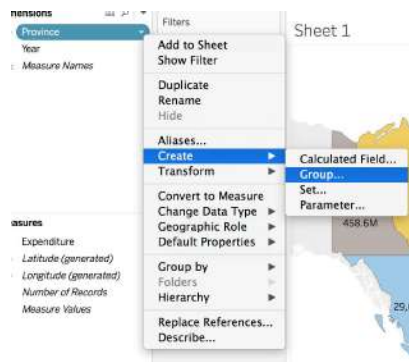 mensions
Province
Year
Measure Names
asures
Expenditure
Latitude (generated)
Longitude (generated)
Number of Records
Measure Values
Filters
Add to Sheet
Show Filter
Duplicate
Rename
Hide
Aliases...
Create
Transform
Convert to Measure
Change Data Type
Geographic Role
Default Properties
Group by
Folders
Hierarchy
Replace References...
Describe...
Calculated Field...
Group...
Set...
Parameter...
Sheet 1
458.6M
29,